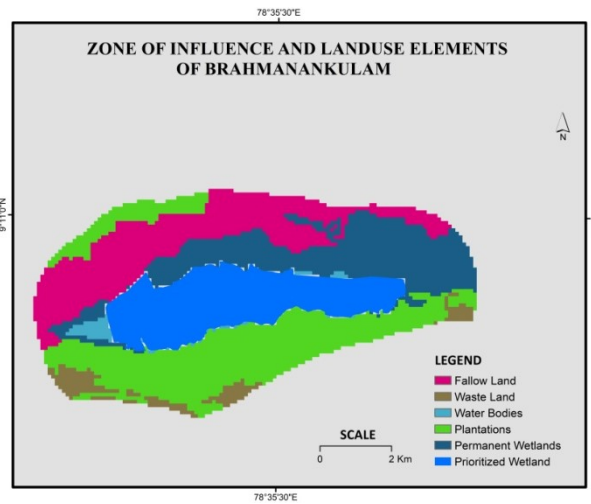 78°35'30"E
ZONE OF INFLUENCE AND LANDUSE ELEMENTS
OF BRAHMANANKULAM
N
9°11'0"N
LEGEND
Fallow Land
Waste Land
Water Bodies
Plantations
Permanent Wetlands
Prioritized Wetland
SCALE
0 2 Km
78°35'30"E